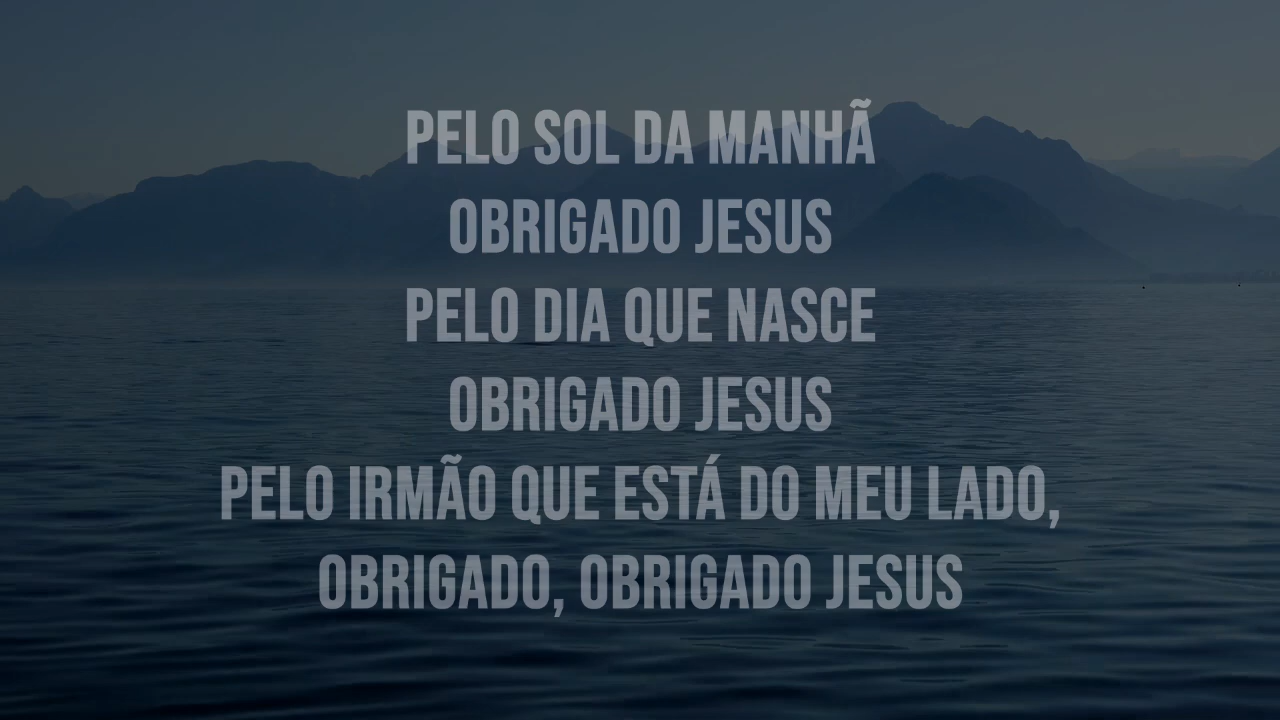 PELO SOL DA MANHÃ
OBRIGADO JESUS
PELO DIA QUE NASCE
OBRIGADO JESUS
PELO IRMÃO QUE ESTÁ DO MEU LADO,
OBRIGADO, OBRIGADO JESUS